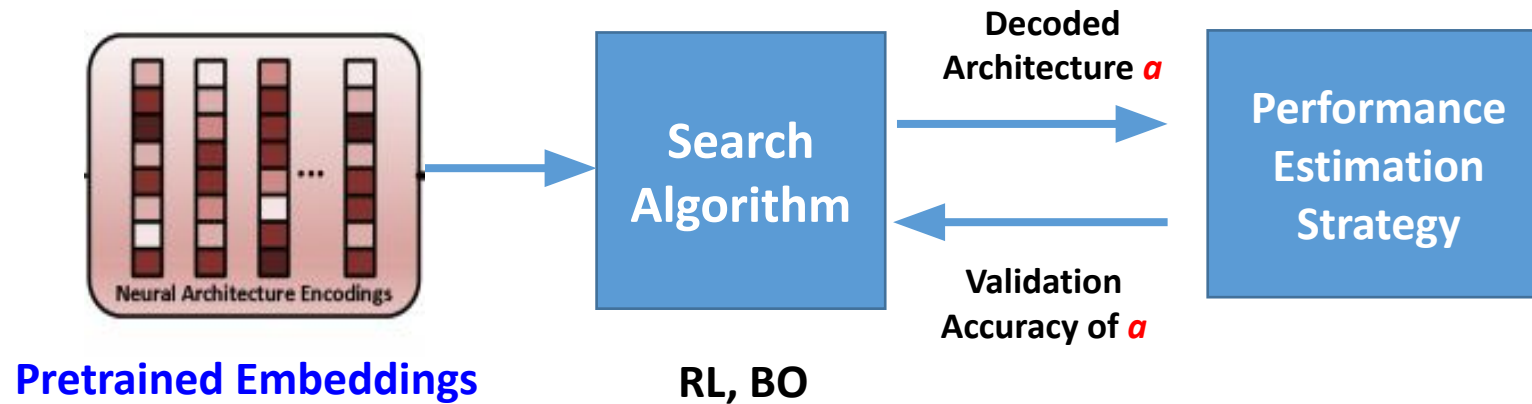 Neural Architecture Encodings
Pretrained Embeddings
Search
Algorithm
RL, BO
Decoded
Architecture a
Validation
Accuracy of a
Performance
Estimation
Strategy